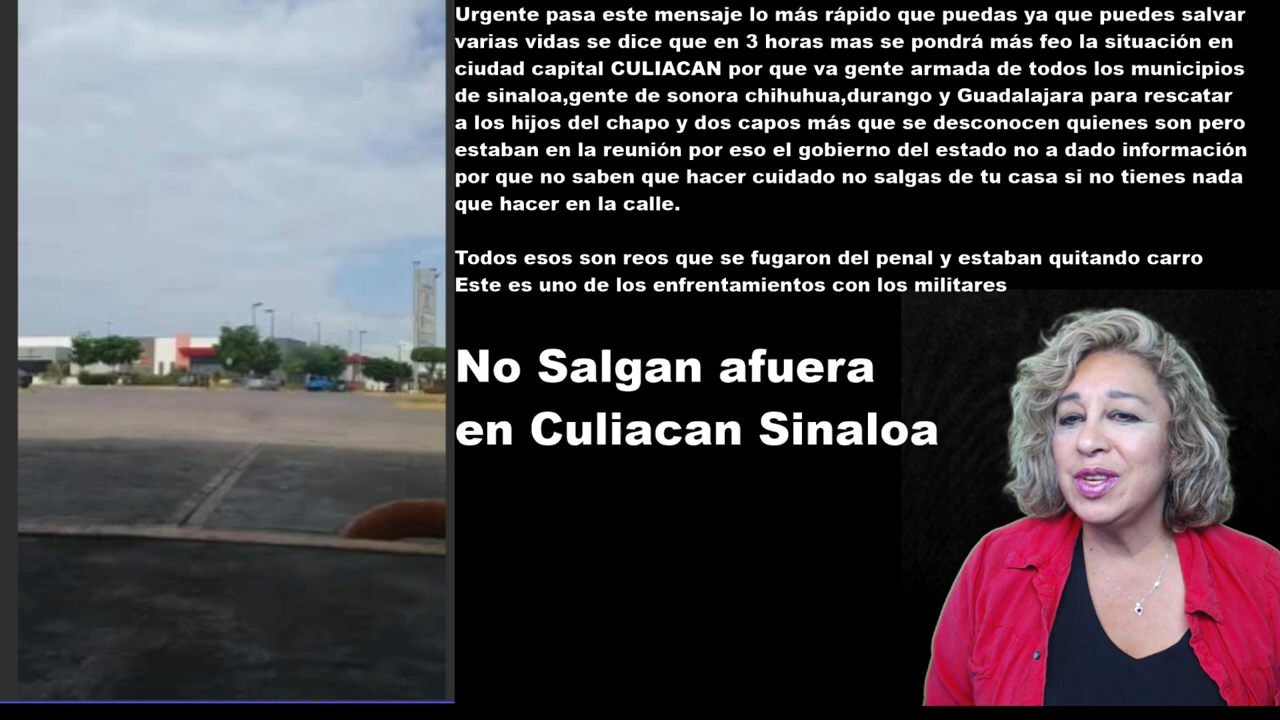 Urgente pasa este mensaje lo más rápido que puedas ya que puedes salvar
varias vidas se dice que en 3 horas mas se pondrá más feo la situación en
ciudad capital CULIACAN por que va gente armada de todos los municipios
de sinaloa,gente de sonora chihuhua,durango y Guadalajara para rescatar
a los hijos del chapo y dos capos más que se desconocen quienes son pero
estaban en la reunión por eso el gobierno del estado no a dado información
por que no saben que hacer cuidado no salgas de tu casa si no tienes nada
que hacer en la calle.
Todos esos son reos que se fugaron del penal y estaban quitando carro
Este es uno de los enfrentamientos con los militares
No Salgan afuera
en Culiacan Sinaloa